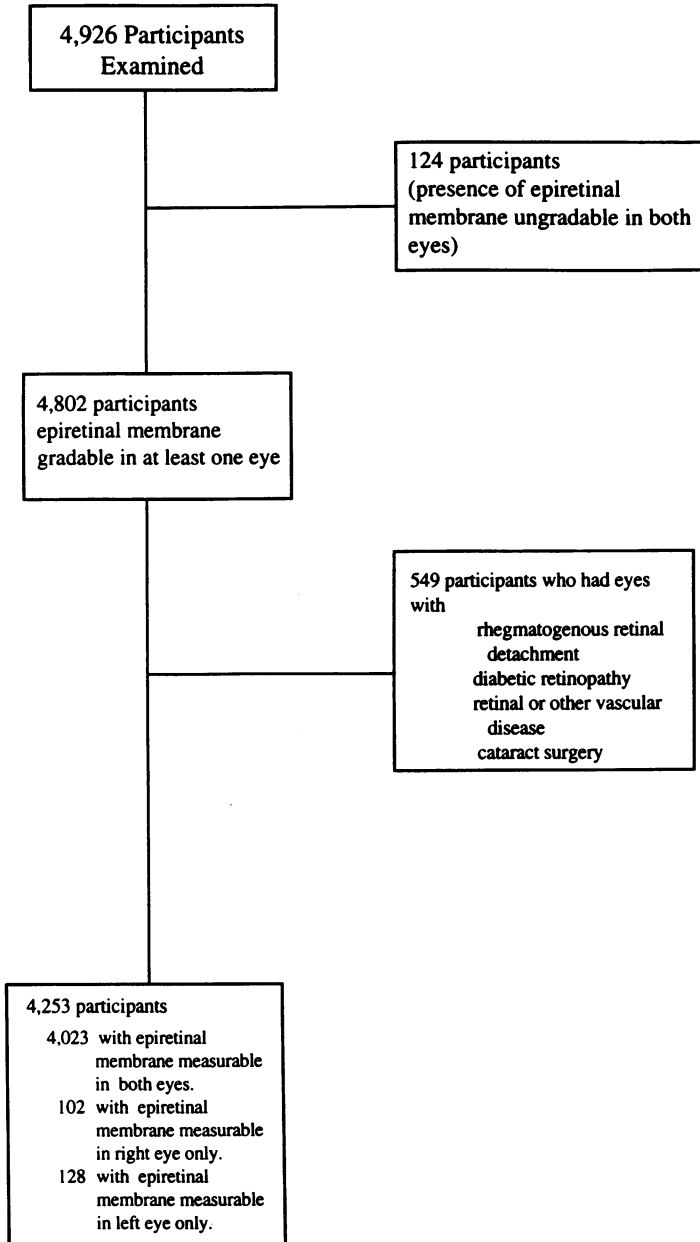 4,926 Participants
Examined
124 participants
(presence of epiretinal
membrane ungradable in both
eyes)
4,802 participants
epiretinal membrane
gradable in at least one eye
549 participants who had eyes
with
rhegmatogenous retinal
detachment
diabetic retinopathy
retinal or other vascular
disease
cataract surgery
4,253 participants
4,023 with epiretinal
membrane measurable
in both eyes.
102 with epiretinal
membrane measurable
in right eye only.
128 with epiretinal
membrane measurable
in left eye only.